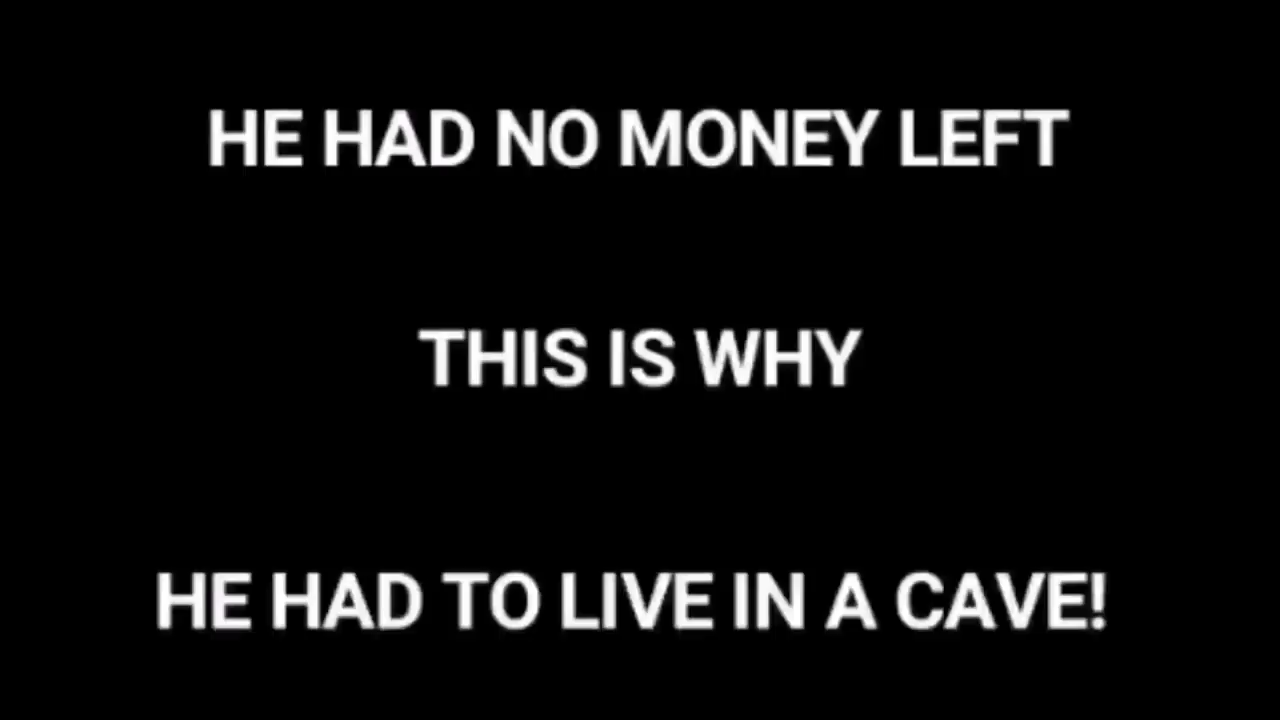 HE HAD NO MONEY LEFT
THIS IS WHY
HE HAD TO LIVE IN A CAVE!